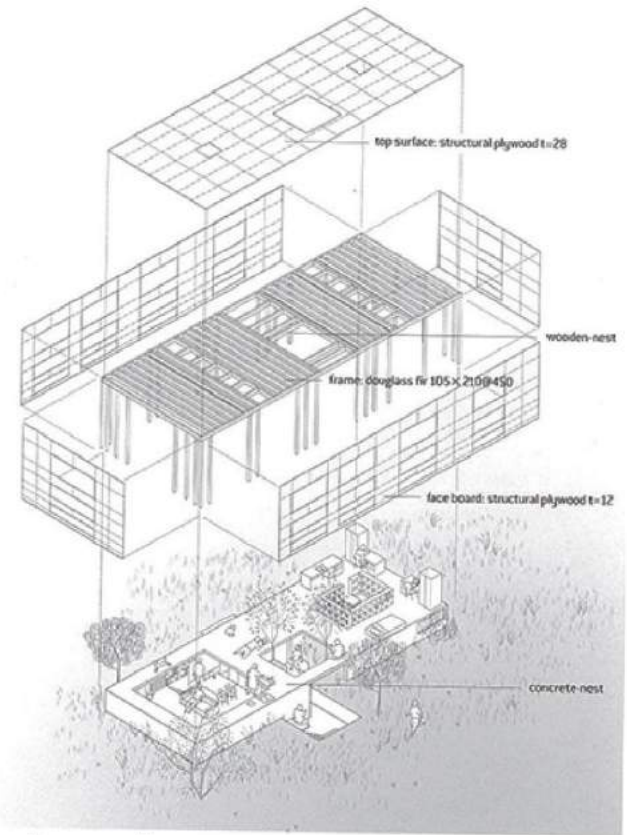 top surface: structural plywood t=28
wooden-nest
frame: douglass fir 105 × 210@450
face board: structural plywood t=12
concrete-nest